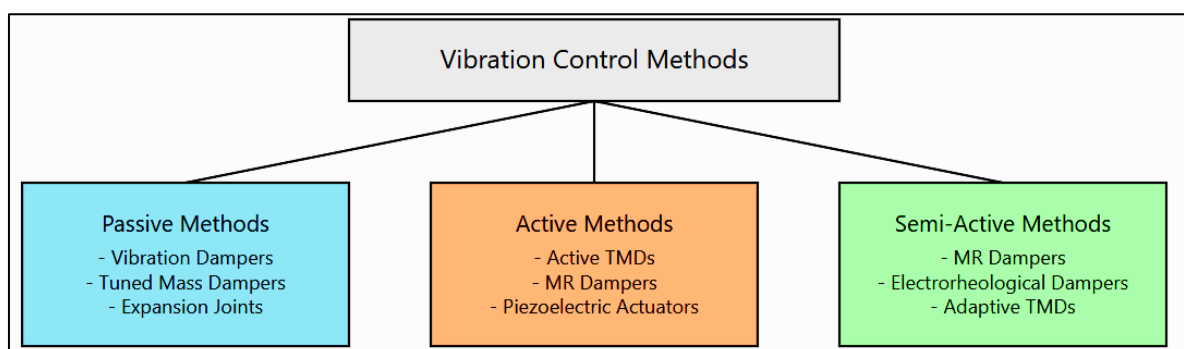 Vibration Control Methods
Passive Methods
- Vibration Dampers
- Tuned Mass Dampers
- Expansion Joints
Active Methods
- Active TMDs
- MR Dampers
- Piezoelectric Actuators
Semi-Active Methods
- MR Dampers
- Electrorheological Dampers
- Adaptive TMDs